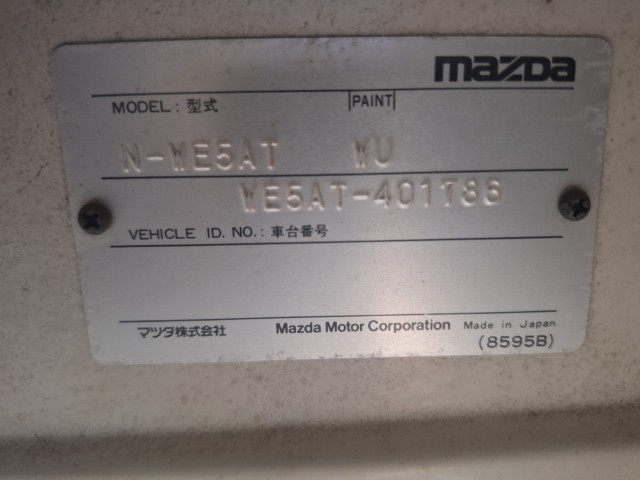 mazDa
MODEL: 型式 PAINT
N-WE5AT WU
WE5AT-401786
VEHICLE ID. NO.: 車台番号
マツダ株式会社 Mazda Motor Corporation Made in Japan
(8595B)